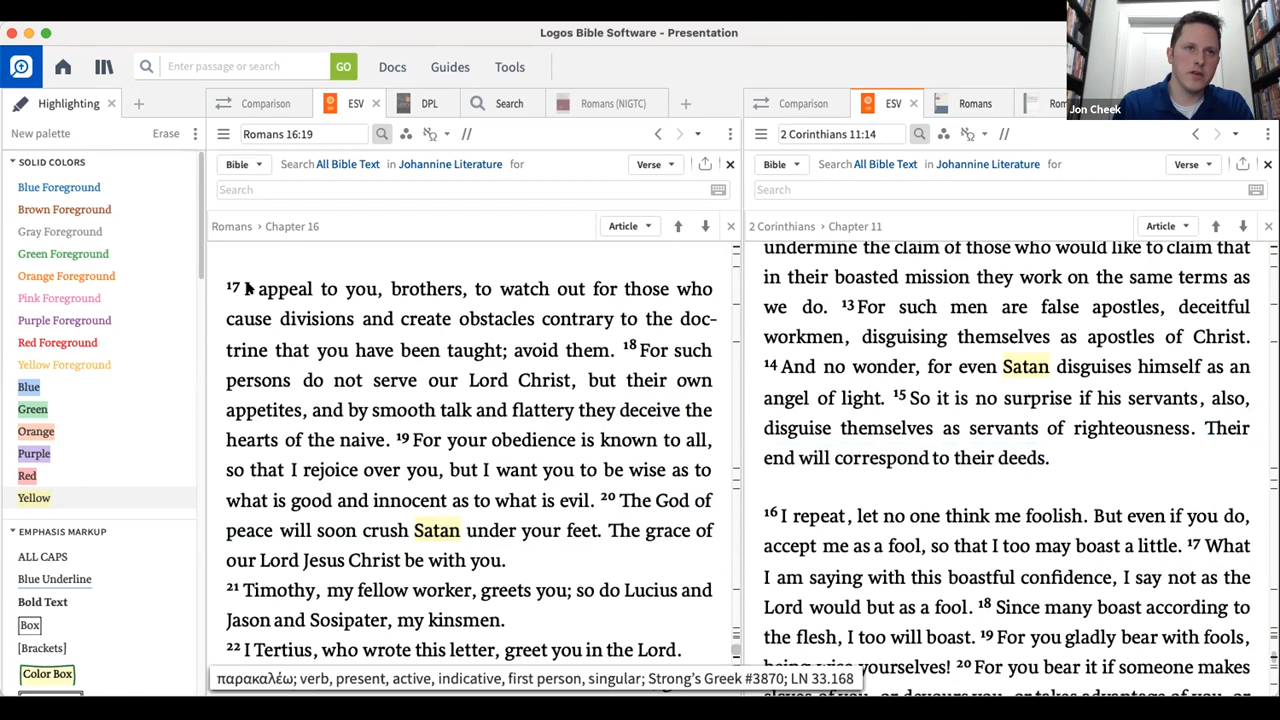 Logos Bible Software - Presentation
Jon Cheek
Enter passage or search
GO
Docs
Guides
Tools
Highlighting
New palette
Erase
SOLID COLORS
Blue Foreground
Brown Foreground
Gray Foreground
Green Foreground
Orange Foreground
Pink Foreground
Purple Foreground
Red Foreground
Yellow Foreground
Blue
Green
Orange
Purple
Red
Yellow
EMPHASIS MARKUP
ALL CAPS
Blue Underline
Bold Text
Box
[Brackets]
Color Box
Comparison
ESV
DPL
Search
Romans (NIGTC)
Romans 16:19
Bible
Search All Bible Text in Johannine Literature for
Verse
Search
Romans > Chapter 16
Article
17 I appeal to you, brothers, to watch out for those who
cause divisions and create obstacles contrary to the doc-
trine that you have been taught; avoid them. 18 For such
persons do not serve our Lord Christ, but their own
appetites, and by smooth talk and flattery they deceive the
hearts of the naive. 19 For your obedience is known to all,
so that I rejoice over you, but I want you to be wise as to
what is good and innocent as to what is evil. 20 The God of
peace will soon crush Satan under your feet. The grace of
our Lord Jesus Christ be with you.
21 Timothy, my fellow worker, greets you; so do Lucius and
Jason and Sosipater, my kinsmen.
22 I Tertius, who wrote this letter, greet you in the Lord.
παρακαλέω; verb, present, active, indicative, first person, singular; Strong's Greek #3870; LN 33.168
Comparison
ESV
Romans
2 Corinthians 11:14
Bible
Search All Bible Text in Johannine Literature for
Verse
Search
2 Corinthians > Chapter 11
Article
undermine the claim of those who would like to claim that
in their boasted mission they work on the same terms as
we do. 13 For such men are false apostles, deceitful
workmen, disguising themselves as apostles of Christ.
14 And no wonder, for even Satan disguises himself as an
angel of light. 15 So it is no surprise if his servants, also,
disguise themselves as servants of righteousness. Their
end will correspond to their deeds.
16 I repeat, let no one think me foolish. But even if you do,
accept me as a fool, so that I too may boast a little. 17 What
I am saying with this boastful confidence, I say not as the
Lord would but as a fool. 18 Since many boast according to
the flesh, I too will boast. 19 For you gladly bear with fools,
being wise yourselves! 20 For you bear it if someone makes